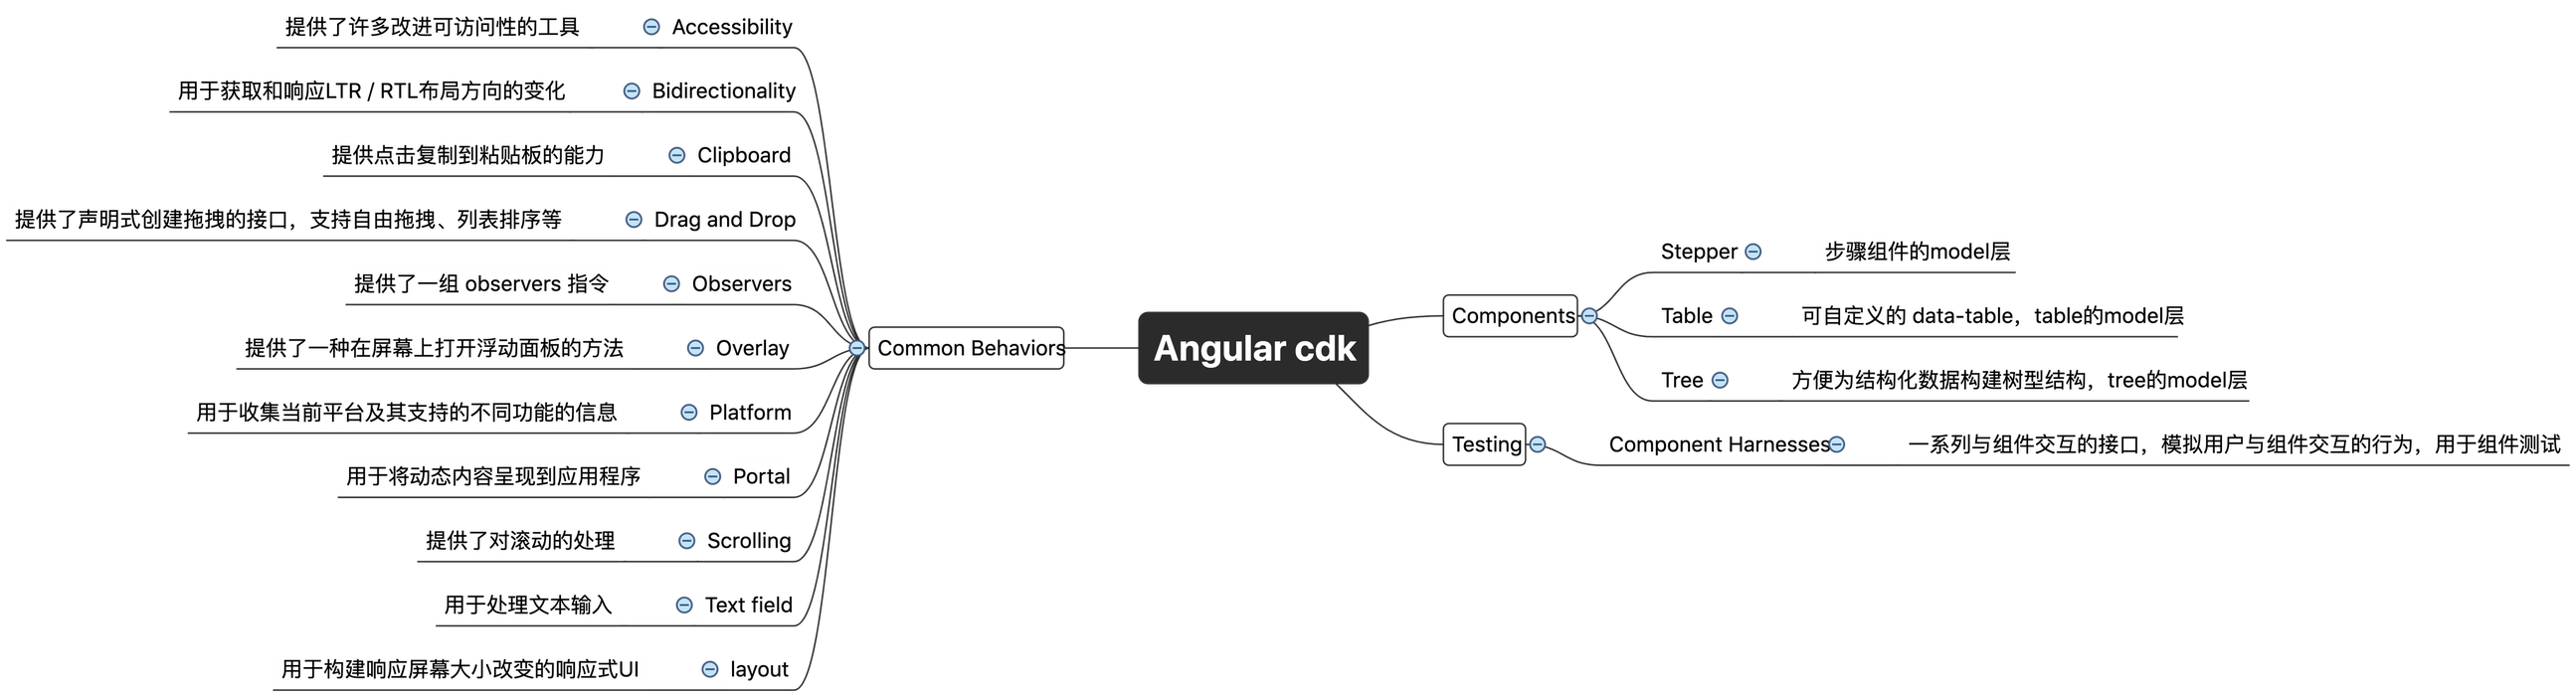 提供了许多改进可访问性的工具 Accessibility
用于获取和响应LTR / RTL布局方向的变化 Bidirectionality
提供点击复制到粘贴板的能力 Clipboard
提供了声明式创建拖拽的接口，支持自由拖拽、列表排序等 Drag and Drop
提供了一组 observers 指令 Observers
提供了一种在屏幕上打开浮动面板的方法 Overlay
用于收集当前平台及其支持的不同功能的信息 Platform
用于将动态内容呈现到应用程序 Portal
提供了对滚动的处理 Scrolling
用于处理文本输入 Text field
用于构建响应屏幕大小改变的响应式UI layout
Common Behaviors
Angular cdk
Components
Stepper 步骤组件的model层
Table 可自定义的 data-table，table的model层
Tree 方便为结构化数据构建树型结构，tree的model层
Testing
Component Harnesses 一系列与组件交互的接口，模拟用户与组件交互的行为，用于组件测试